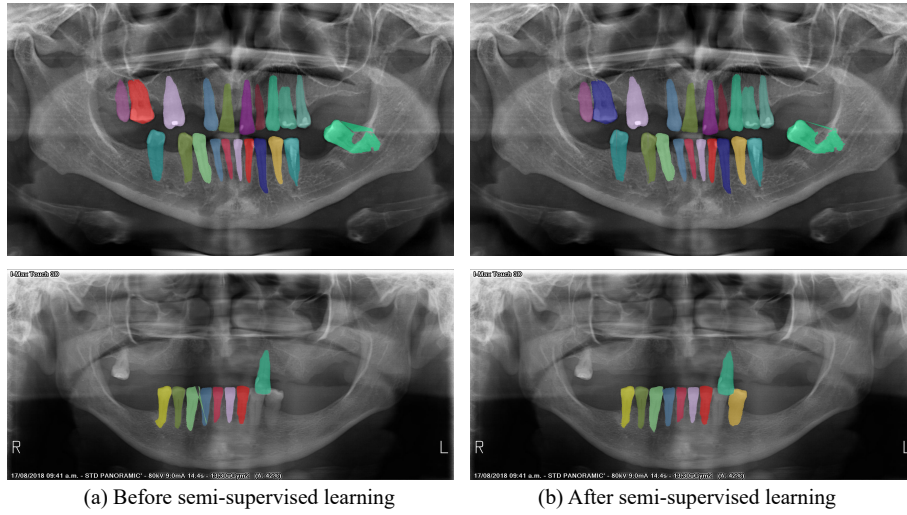 I-Max Touch 3D
I-Max Touch 3D
R
L
R
L
17/08/2018 09:41 a.m. - STD PANORAMIC' - 80kV 9.0mA 14.4s -
17/08/2018 09:41 a.m. - STD PANORAMIC' - 80kV 9.0mA 14.4s -
(a) Before semi-supervised learning
(b) After semi-supervised learning